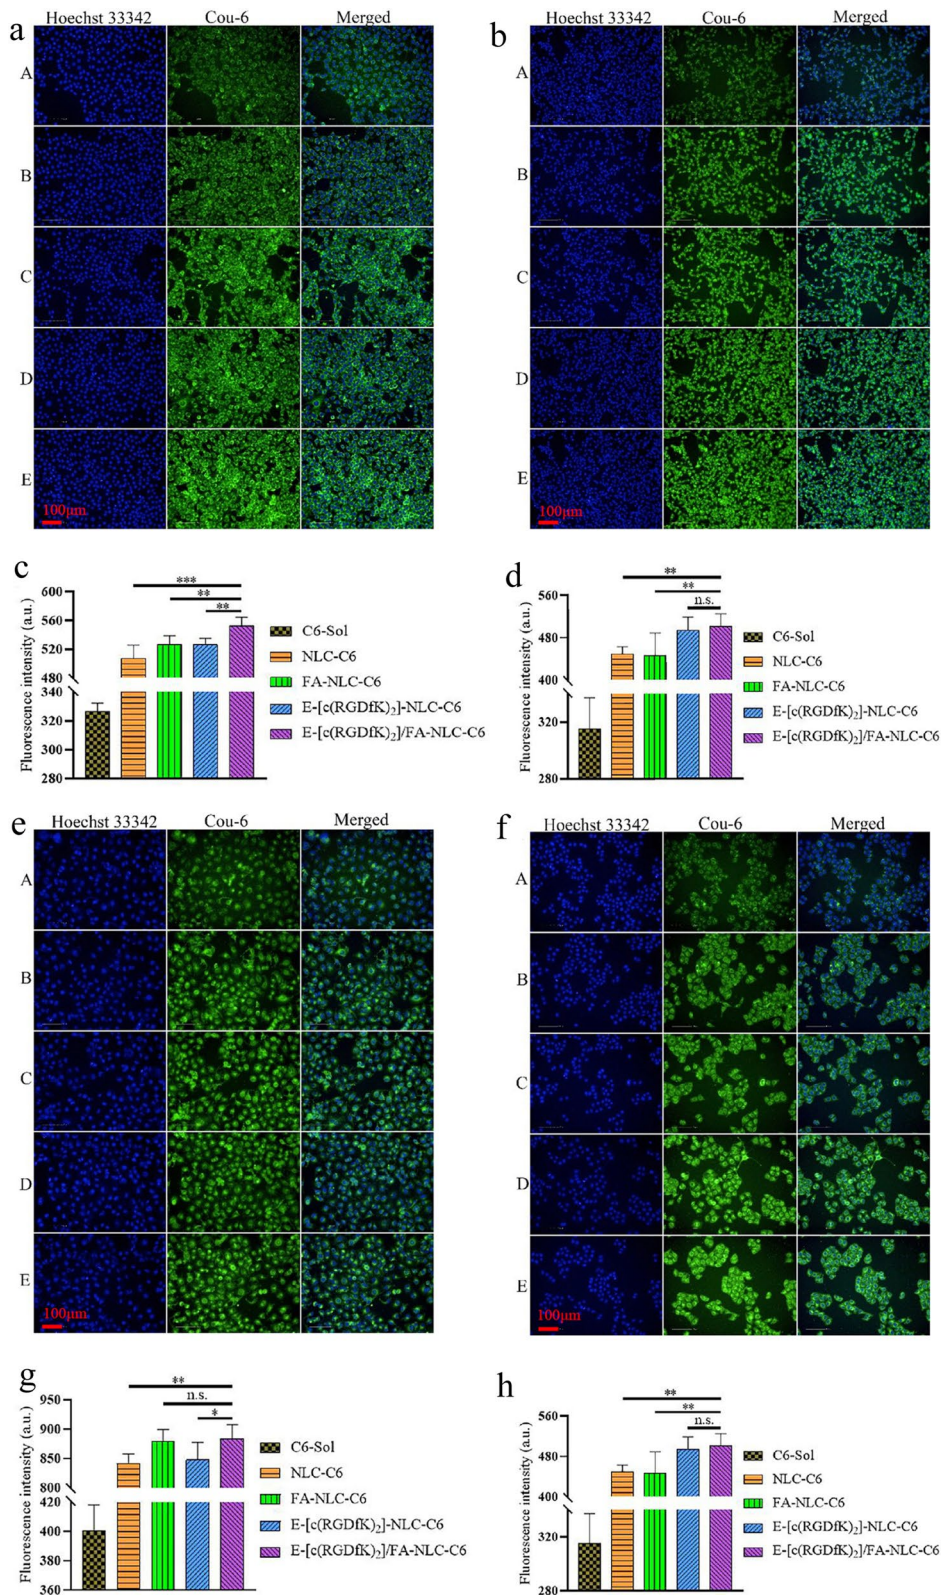 a
Hoechst 33342 Cou-6 Merged
A
B
C
D
E
100μm
b
Hoechst 33342 Cou-6 Merged
A
B
C
D
E
100μm
c
Fluorescence intensity (a.u.)
600
560
520
480
340
320
300
280
***
**
**
C6-Sol
NLC-C6
FA-NLC-C6
E-[c(RGDfK)₂]-NLC-C6
E-[c(RGDfK)₂]/FA-NLC-C6
d
Fluorescence intensity (a.u.)
560
480
400
320
280
**
**
n.s.
C6-Sol
NLC-C6
FA-NLC-C6
E-[c(RGDfK)₂]-NLC-C6
E-[c(RGDfK)₂]/FA-NLC-C6
e
Hoechst 33342 Cou-6 Merged
A
B
C
D
E
100μm
f
Hoechst 33342 Cou-6 Merged
A
B
C
D
E
100μm
g
Fluorescence intensity (a.u.)
950
900
850
800
420
400
380
360
**
n.s.
*
C6-Sol
NLC-C6
FA-NLC-C6
E-[c(RGDfK)₂]-NLC-C6
E-[c(RGDfK)₂]/FA-NLC-C6
h
Fluorescence intensity (a.u.)
560
480
400
320
280
**
**
n.s.
C6-Sol
NLC-C6
FA-NLC-C6
E-[c(RGDfK)₂]-NLC-C6
E-[c(RGDfK)₂]/FA-NLC-C6